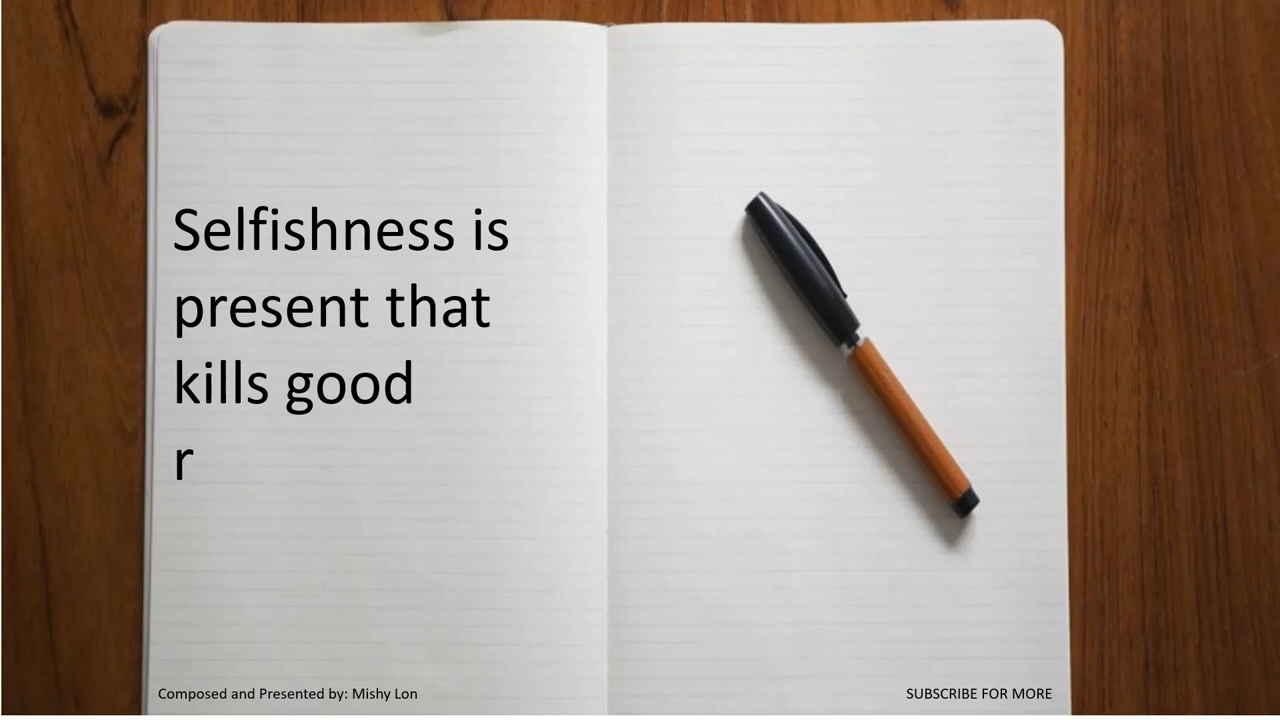 Selfishness is
present that
kills good
r
Composed and Presented by: Mishy Lon
SUBSCRIBE FOR MORE